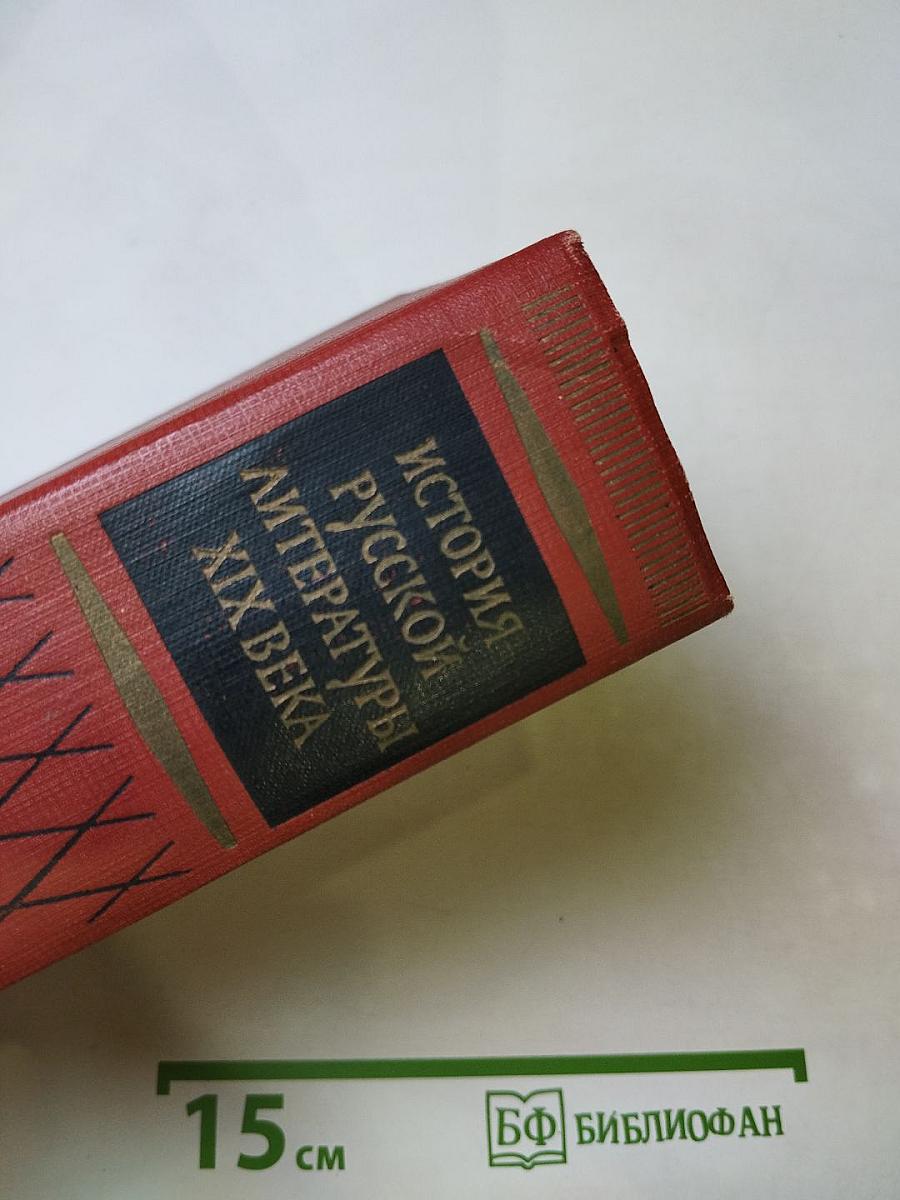 ИСТОРИЯ
РУССКОЙ
ЛИТЕРАТУРЫ
XIX ВЕКА
15 см
БФ БИБЛИОФАН